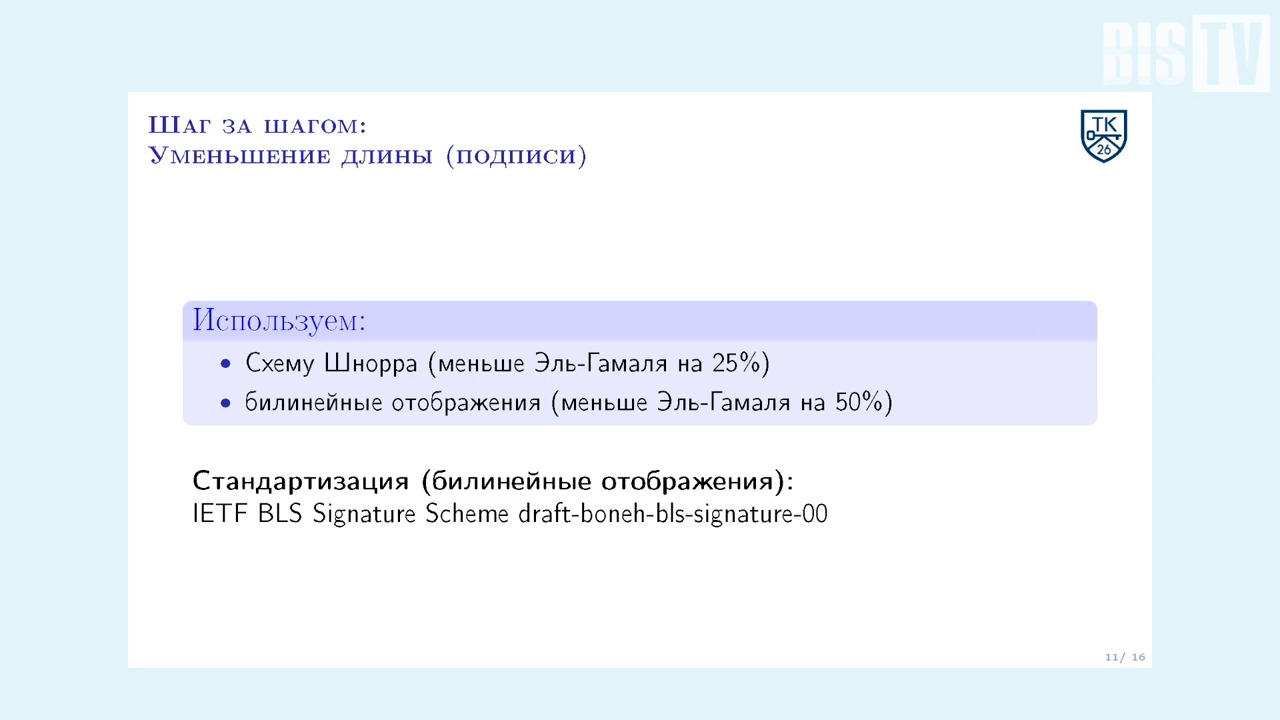 BIS TV
Шаг за шагом:
Уменьшение длины (подписи)
ТК
26
Используем:
• Схему Шнорра (меньше Эль-Гамаля на 25%)
• билинейные отображения (меньше Эль-Гамаля на 50%)
Стандартизация (билинейные отображения):
IETF BLS Signature Scheme draft-boneh-bls-signature-00
11/ 16